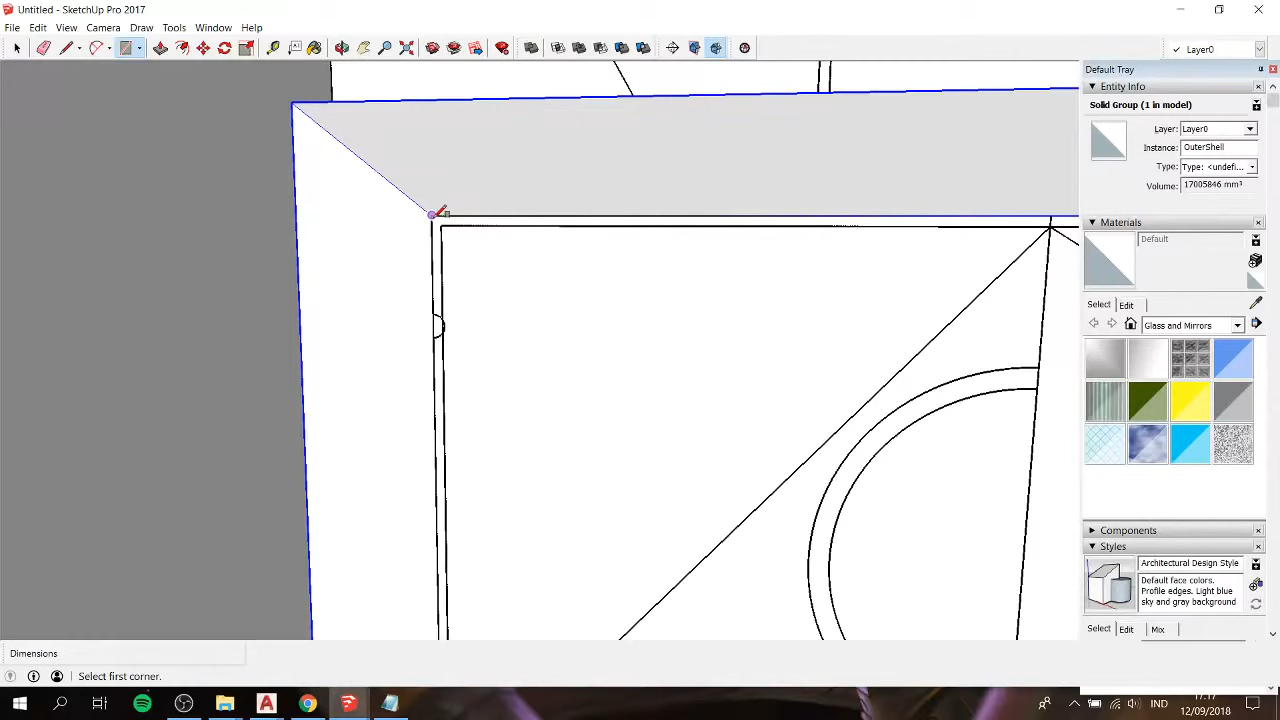 Untitled - SketchUp Pro 2017
File Edit View Camera Draw Tools Window Help
Layer0
Default Tray
Entity Info
Solid Group (1 in model)
Layer: Layer0
Instance: OuterShell
Type: Type: <undefi...
Volume: 17005846 mm³
Materials
Default
Select Edit
Glass and Mirrors
Components
Styles
Architectural Design Style
Default face colors.
Profile edges. Light blue
sky and gray background
Select Edit Mix
Dimensions
Select first corner.
IND
17.17
12/09/2018